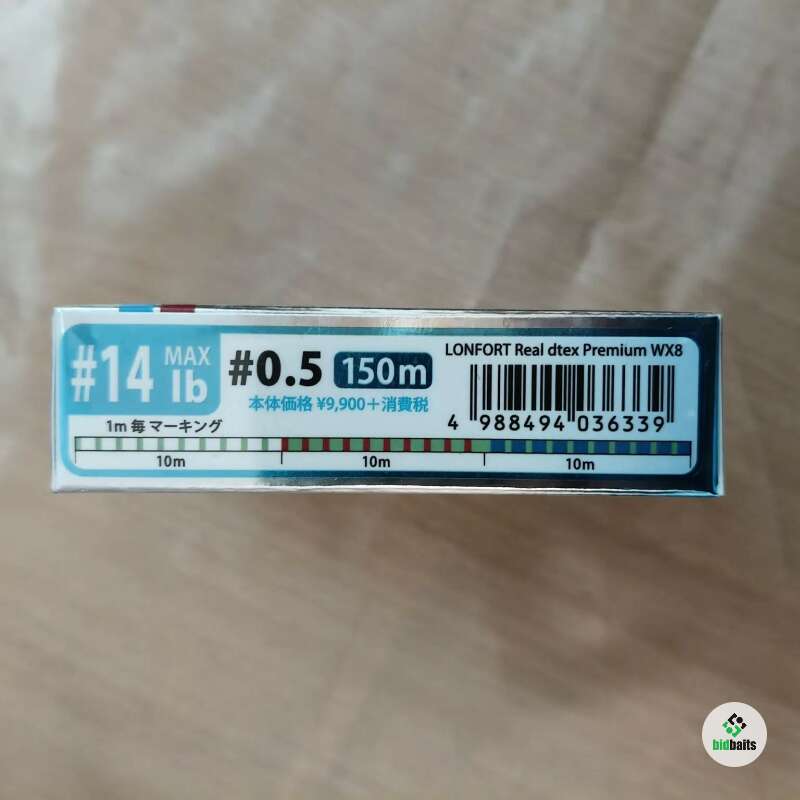 #14 MAX lb
#0.5 150m
本体価格 ¥9,900+消費税
LONFORT Real dtex Premium WX8
4 988494 036339
1m 毎 マーキング
10m 10m 10m
bidbaits